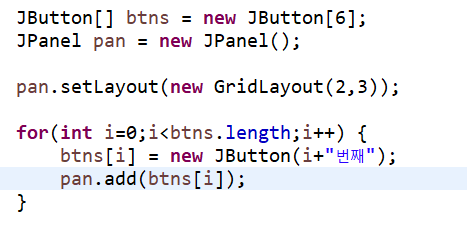 JButton[] btns = new JButton[6];
JPanel pan = new JPanel();
pan.setLayout(new GridLayout(2,3));
for(int i=0;i<btns.length;i++) {
btns[i] = new JButton(i+"번째");
pan.add(btns[i]);
}